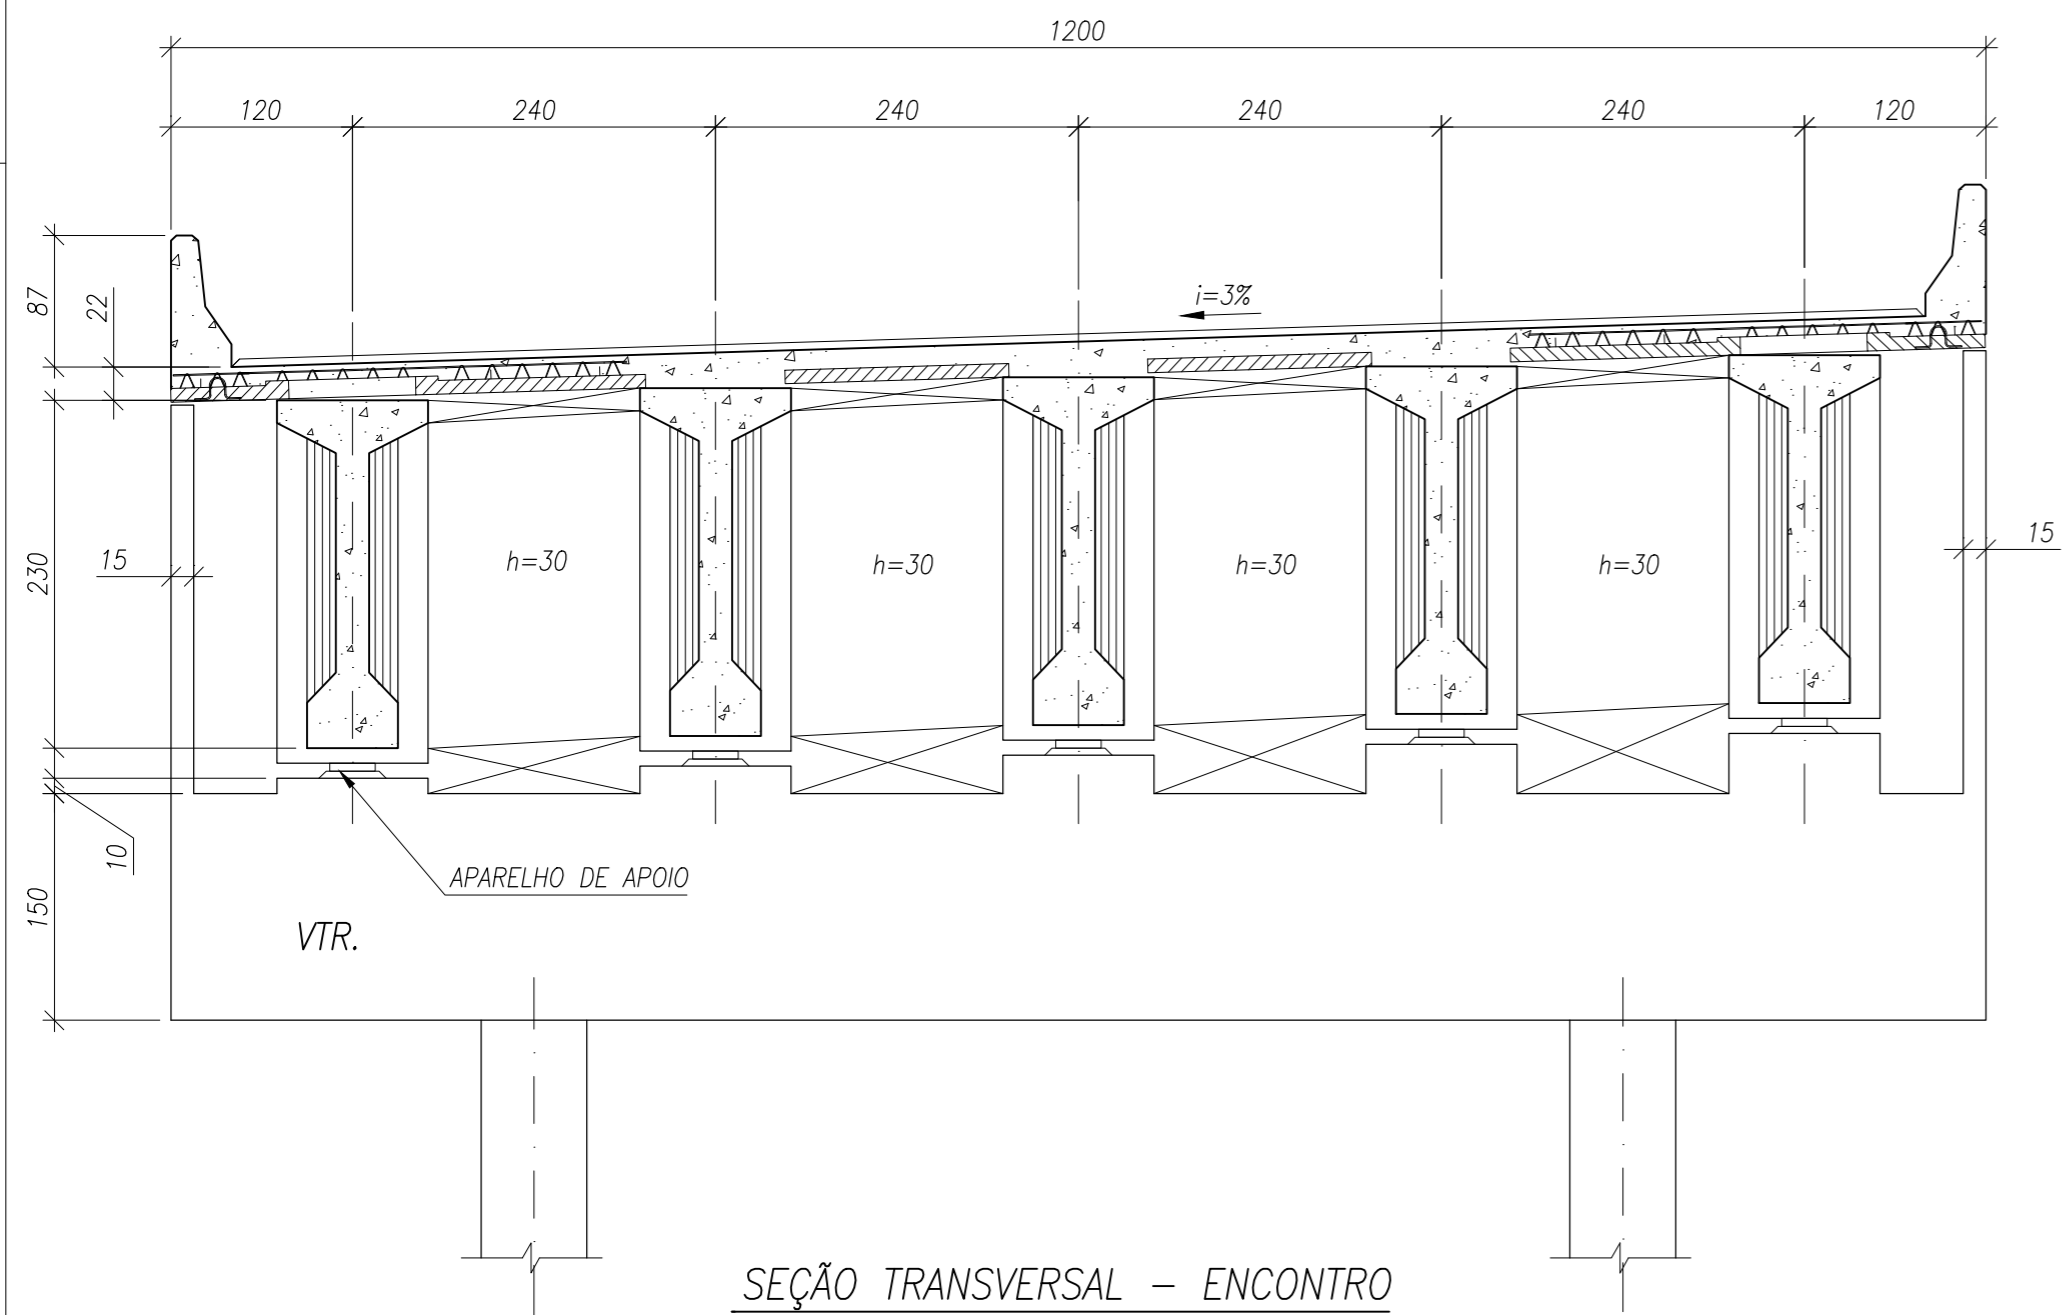 1200
120
240
240
240
240
120
87
22
i=3%
230
15
h=30
h=30
h=30
h=30
15
10
150
APARELHO DE APOIO
VTR.
SEÇÃO TRANSVERSAL - ENCONTRO